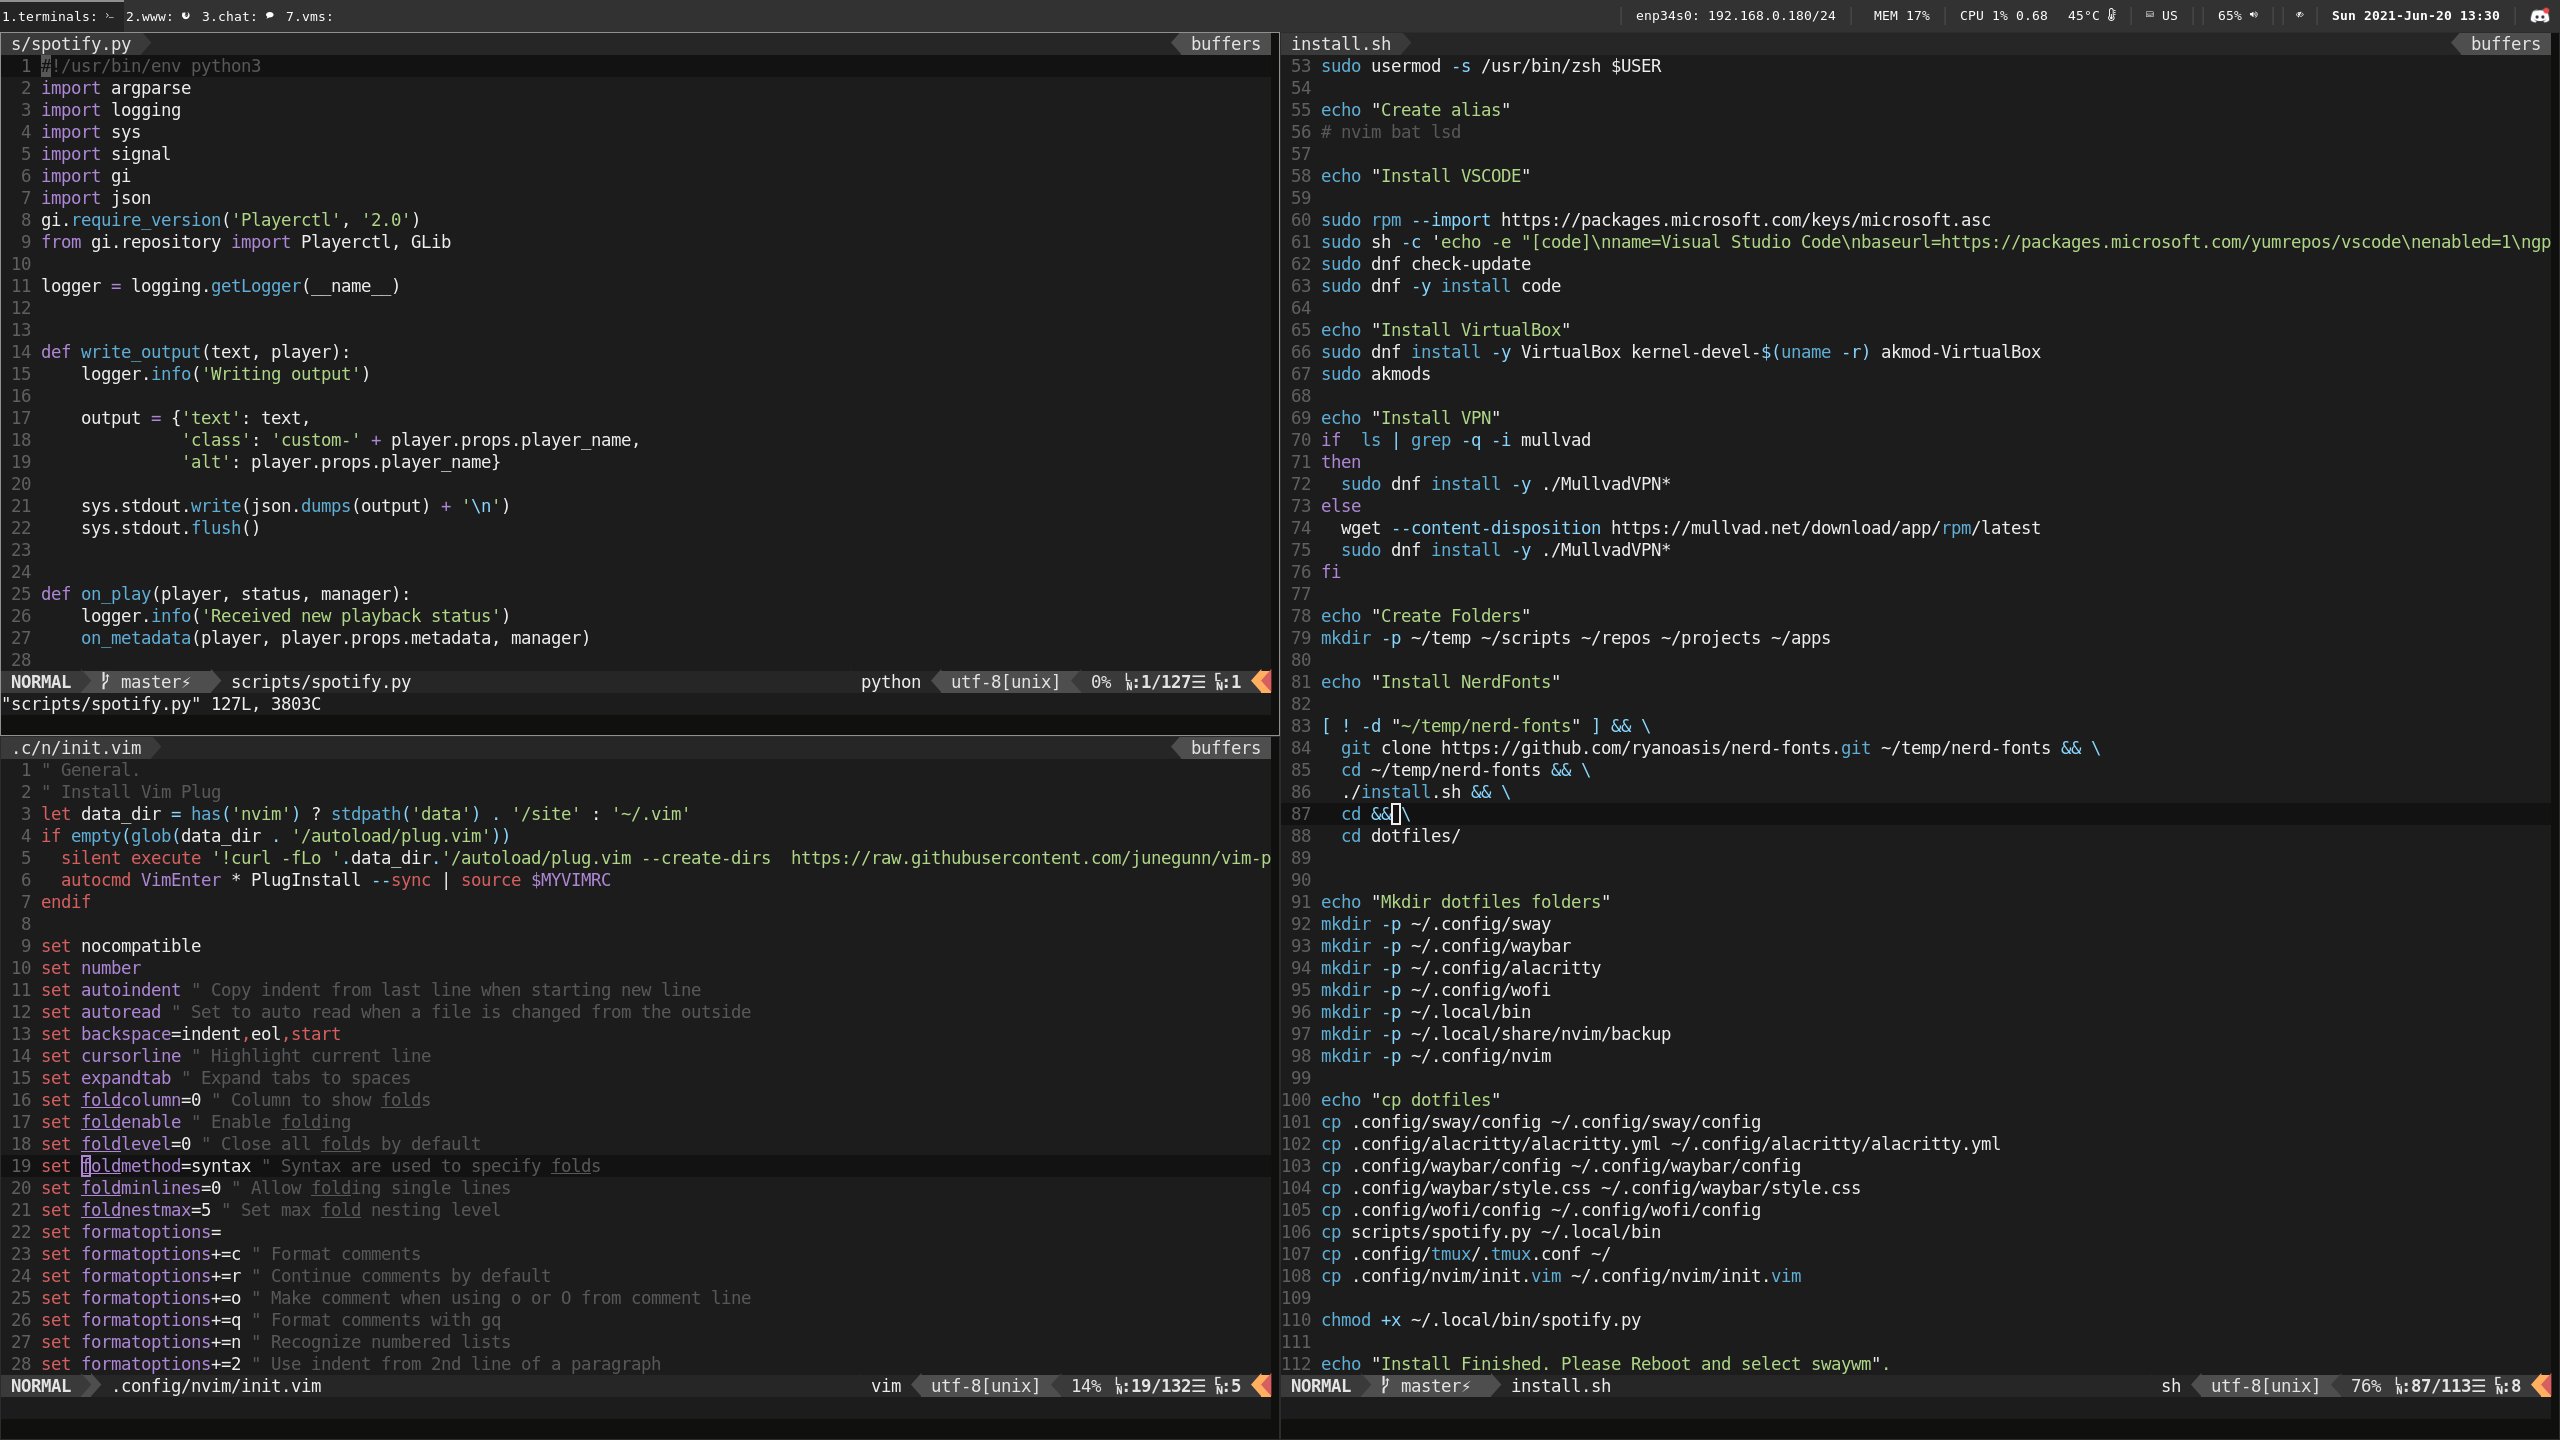 1.terminals: 2.www: 3.chat: 7.vms:
enp34s0: 192.168.0.180/24 MEM 17% CPU 1% 0.68 45°C US 65% Sun 2021-Jun-20 13:30
s/spotify.py buffers
1 #!/usr/bin/env python3
2 import argparse
3 import logging
4 import sys
5 import signal
6 import gi
7 import json
8 gi.require_version('Playerctl', '2.0')
9 from gi.repository import Playerctl, GLib
10
11 logger = logging.getLogger(__name__)
12
13
14 def write_output(text, player):
15     logger.info('Writing output')
16
17     output = {'text': text,
18               'class': 'custom-' + player.props.player_name,
19               'alt': player.props.player_name}
20
21     sys.stdout.write(json.dumps(output) + '\n')
22     sys.stdout.flush()
23
24
25 def on_play(player, status, manager):
26     logger.info('Received new playback status')
27     on_metadata(player, player.props.metadata, manager)
28
NORMAL master⚡ scripts/spotify.py python utf-8[unix] 0% ㏑:1/127☰ ㏇:1
"scripts/spotify.py" 127L, 3803C
.c/n/init.vim buffers
1 " General.
2 " Install Vim Plug
3 let data_dir = has('nvim') ? stdpath('data') . '/site' : '~/.vim'
4 if empty(glob(data_dir . '/autoload/plug.vim'))
5   silent execute '!curl -fLo '.data_dir.'/autoload/plug.vim --create-dirs  https://raw.githubusercontent.com/junegunn/vim-p
6   autocmd VimEnter * PlugInstall --sync | source $MYVIMRC
7 endif
8
9 set nocompatible
10 set number
11 set autoindent " Copy indent from last line when starting new line
12 set autoread " Set to auto read when a file is changed from the outside
13 set backspace=indent,eol,start
14 set cursorline " Highlight current line
15 set expandtab " Expand tabs to spaces
16 set foldcolumn=0 " Column to show folds
17 set foldenable " Enable folding
18 set foldlevel=0 " Close all folds by default
19 set foldmethod=syntax " Syntax are used to specify folds
20 set foldminlines=0 " Allow folding single lines
21 set foldnestmax=5 " Set max fold nesting level
22 set formatoptions=
23 set formatoptions+=c " Format comments
24 set formatoptions+=r " Continue comments by default
25 set formatoptions+=o " Make comment when using o or O from comment line
26 set formatoptions+=q " Format comments with gq
27 set formatoptions+=n " Recognize numbered lists
28 set formatoptions+=2 " Use indent from 2nd line of a paragraph
NORMAL .config/nvim/init.vim vim utf-8[unix] 14% :19/132☰ :5
install.sh buffers
53 sudo usermod -s /usr/bin/zsh $USER
54
55 echo "Create alias"
56 # nvim bat lsd
57
58 echo "Install VSCODE"
59
60 sudo rpm --import https://packages.microsoft.com/keys/microsoft.asc
61 sudo sh -c 'echo -e "[code]\nname=Visual Studio Code\nbaseurl=https://packages.microsoft.com/yumrepos/vscode\nenabled=1\ngp
62 sudo dnf check-update
63 sudo dnf -y install code
64
65 echo "Install VirtualBox"
66 sudo dnf install -y VirtualBox kernel-devel-$(uname -r) akmod-VirtualBox
67 sudo akmods
68
69 echo "Install VPN"
70 if  ls | grep -q -i mullvad
71 then
72   sudo dnf install -y ./MullvadVPN*
73 else
74   wget --content-disposition https://mullvad.net/download/app/rpm/latest
75   sudo dnf install -y ./MullvadVPN*
76 fi
77
78 echo "Create Folders"
79 mkdir -p ~/temp ~/scripts ~/repos ~/projects ~/apps
80
81 echo "Install NerdFonts"
82
83 [ ! -d "~/temp/nerd-fonts" ] && \
84   git clone https://github.com/ryanoasis/nerd-fonts.git ~/temp/nerd-fonts && \
85   cd ~/temp/nerd-fonts && \
86   ./install.sh && \
87   cd && \
88   cd dotfiles/
89
90
91 echo "Mkdir dotfiles folders"
92 mkdir -p ~/.config/sway
93 mkdir -p ~/.config/waybar
94 mkdir -p ~/.config/alacritty
95 mkdir -p ~/.config/wofi
96 mkdir -p ~/.local/bin
97 mkdir -p ~/.local/share/nvim/backup
98 mkdir -p ~/.config/nvim
99
100 echo "cp dotfiles"
101 cp .config/sway/config ~/.config/sway/config
102 cp .config/alacritty/alacritty.yml ~/.config/alacritty/alacritty.yml
103 cp .config/waybar/config ~/.config/waybar/config
104 cp .config/waybar/style.css ~/.config/waybar/style.css
105 cp .config/wofi/config ~/.config/wofi/config
106 cp scripts/spotify.py ~/.local/bin
107 cp .config/tmux/.tmux.conf ~/
108 cp .config/nvim/init.vim ~/.config/nvim/init.vim
109
110 chmod +x ~/.local/bin/spotify.py
111
112 echo "Install Finished. Please Reboot and select swaywm".
NORMAL master⚡ install.sh sh utf-8[unix] 76% :87/113☰ :8